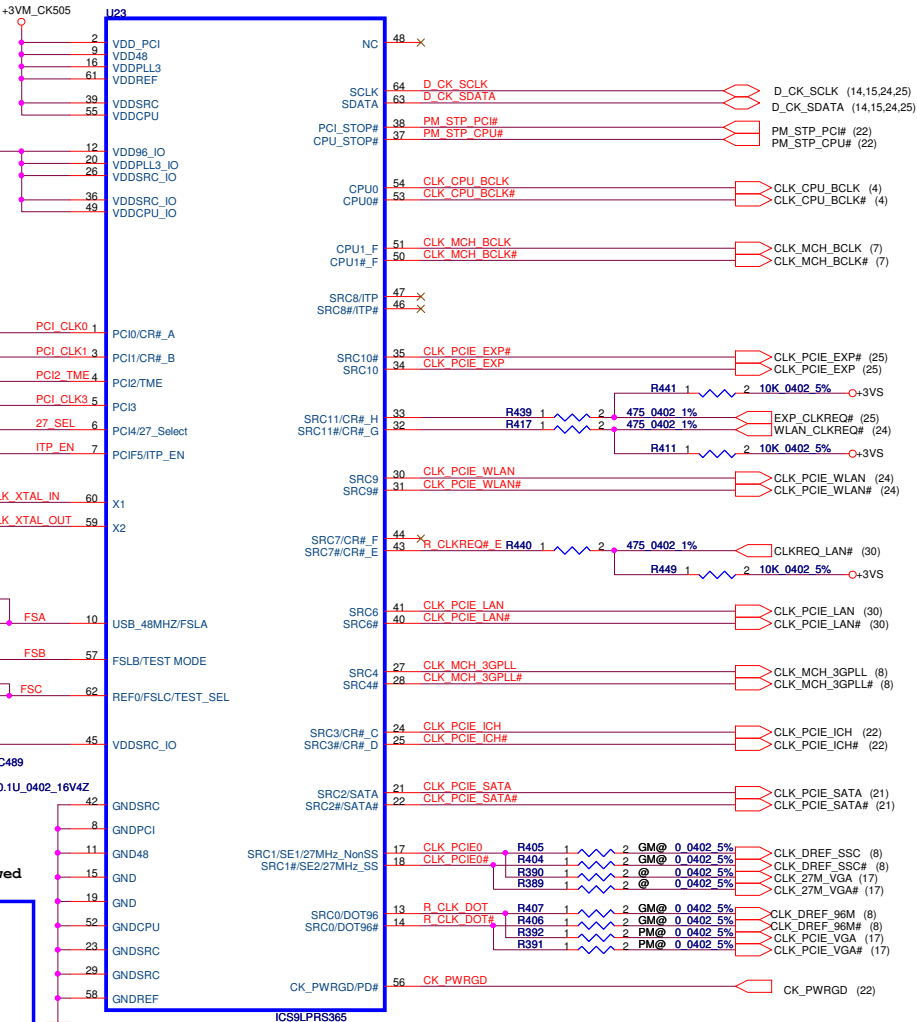 +3VM_CK505
U23
2 VDD_PCI
9 VDD48
16 VDDPLL3
61 VDDREF
39 VDDSRC
55 VDDCPU
12 VDD96_IO
20 VDDPLL3_IO
26 VDDSRC_IO
36 VDDSRC_IO
49 VDDCPU_IO
PCI_CLK0 1 PCI0/CR#_A
PCI_CLK1 3 PCI1/CR#_B
PCI2_TME 4 PCI2/TME
PCI_CLK3 5 PCI3
27_SEL 6 PCI4/27_Select
ITP_EN 7 PCIF5/ITP_EN
LK_XTAL_IN 60 X1
LK_XTAL_OUT 59 X2
FSA 10 USB_48MHZ/FSLA
FSB 57 FSLB/TEST MODE
FSC 62 REF0/FSLC/TEST_SEL
45 VDDSRC_IO
C489
0.1U_0402_16V4Z
42 GNDSRC
8 GNDPCI
11 GND48
15 GND
19 GND
52 GNDCPU
23 GNDSRC
29 GNDSRC
58 GNDREF
NC 48
SCLK 64 D_CK_SCLK D_CK_SCLK (14,15,24,25)
SDATA 63 D_CK_SDATA D_CK_SDATA (14,15,24,25)
PCI_STOP# 38 PM_STP_PCI# PM_STP_PCI# (22)
CPU_STOP# 37 PM_STP_CPU# PM_STP_CPU# (22)
CPU0 54 CLK_CPU_BCLK CLK_CPU_BCLK (4)
CPU0# 53 CLK_CPU_BCLK# CLK_CPU_BCLK# (4)
CPU1_F 51 CLK_MCH_BCLK CLK_MCH_BCLK (7)
CPU1#_F 50 CLK_MCH_BCLK# CLK_MCH_BCLK# (7)
SRC8/ITP 47
SRC8#/ITP# 46
SRC10# 35 CLK_PCIE_EXP# CLK_PCIE_EXP# (25)
SRC10 34 CLK_PCIE_EXP CLK_PCIE_EXP (25)
R441 1 2 10K_0402_5% +3VS
SRC11/CR#_H 33 R439 1 2 475_0402_1% EXP_CLKREQ# (25)
SRC11#/CR#_G 32 R417 1 2 475_0402_1% WLAN_CLKREQ# (24)
R411 1 2 10K_0402_5% +3VS
SRC9 30 CLK_PCIE_WLAN CLK_PCIE_WLAN (24)
SRC9# 31 CLK_PCIE_WLAN# CLK_PCIE_WLAN# (24)
SRC7/CR#_F 44
SRC7#/CR#_E 43 R_CLKREQ#_E R440 1 2 475_0402_1% CLKREQ_LAN# (30)
R449 1 2 10K_0402_5% +3VS
SRC6 41 CLK_PCIE_LAN CLK_PCIE_LAN (30)
SRC6# 40 CLK_PCIE_LAN# CLK_PCIE_LAN# (30)
SRC4 27 CLK_MCH_3GPLL CLK_MCH_3GPLL (8)
SRC4# 28 CLK_MCH_3GPLL# CLK_MCH_3GPLL# (8)
SRC3/CR#_C 24 CLK_PCIE_ICH CLK_PCIE_ICH (22)
SRC3#/CR#_D 25 CLK_PCIE_ICH# CLK_PCIE_ICH# (22)
SRC2/SATA 21 CLK_PCIE_SATA CLK_PCIE_SATA (21)
SRC2#/SATA# 22 CLK_PCIE_SATA# CLK_PCIE_SATA# (21)
SRC1/SE1/27MHz_NonSS 17 CLK_PCIE0 R405 1 2 GM@ 0_0402_5% CLK_DREF_SSC (8)
SRC1#/SE2/27MHz_SS 18 CLK_PCIE0# R404 1 2 GM@ 0_0402_5% CLK_DREF_SSC# (8)
R390 1 2 @ 0_0402_5% CLK_27M_VGA (17)
R389 1 2 @ 0_0402_5% CLK_27M_VGA# (17)
SRC0/DOT96 13 R_CLK_DOT R407 1 2 GM@ 0_0402_5% CLK_DREF_96M (8)
SRC0/DOT96# 14 R_CLK_DOT# R406 1 2 GM@ 0_0402_5% CLK_DREF_96M# (8)
R392 1 2 PM@ 0_0402_5% CLK_PCIE_VGA (17)
R391 1 2 PM@ 0_0402_5% CLK_PCIE_VGA# (17)
CK_PWRGD/PD# 56 CK_PWRGD CK_PWRGD (22)
ICS9LPRS365